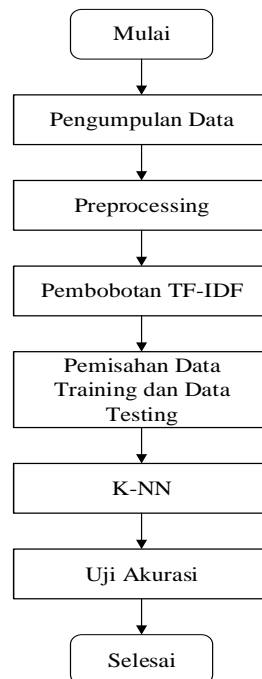 Mulai
Pengumpulan Data
Preprocessing
Pembobotan TF-IDF
Pemisahan Data
Training dan Data
Testing
K-NN
Uji Akurasi
Selesai